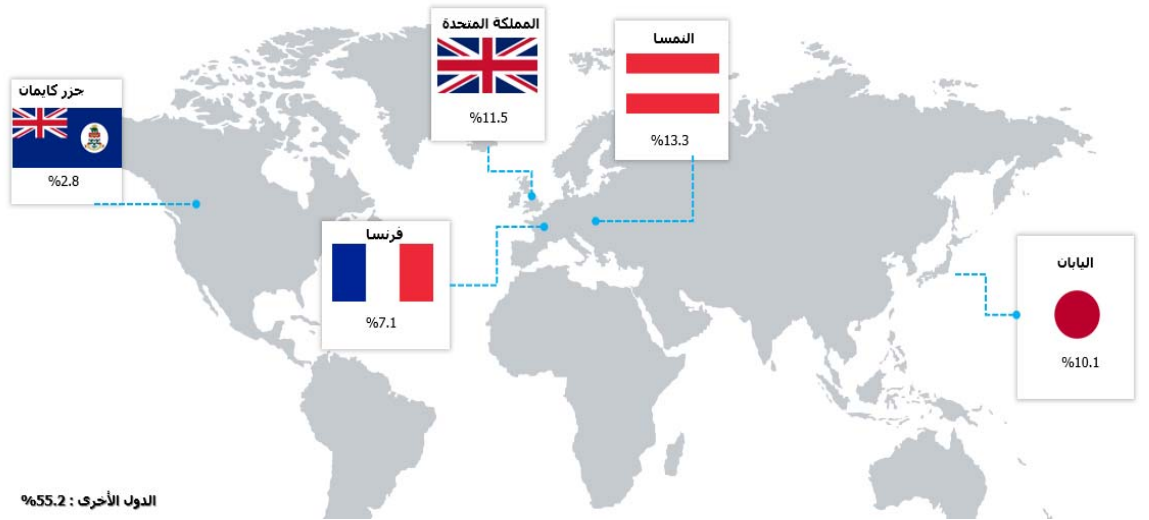 المملكة المتحدة
%11.5
النمسا
%13.3
جزر كايمان
%2.8
فرنسا
%7.1
اليابان
%10.1
الدول الأخرى : 55.2%